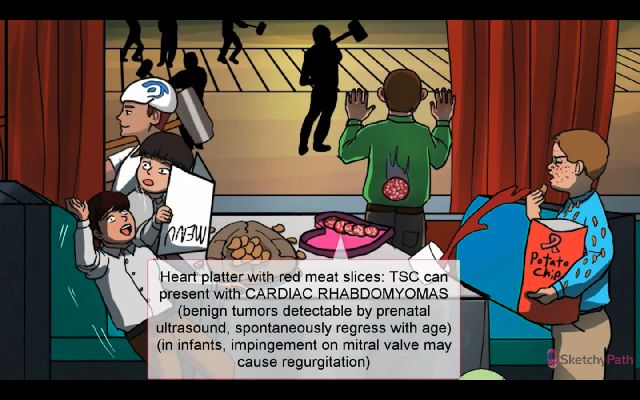 MENU
Potato
Chip
Heart platter with red meat slices: TSC can
present with CARDIAC RHABDOMYOMAS
(benign tumors detectable by prenatal
ultrasound, spontaneously regress with age)
(in infants, impingement on mitral valve may
cause regurgitation)
SketchyPath